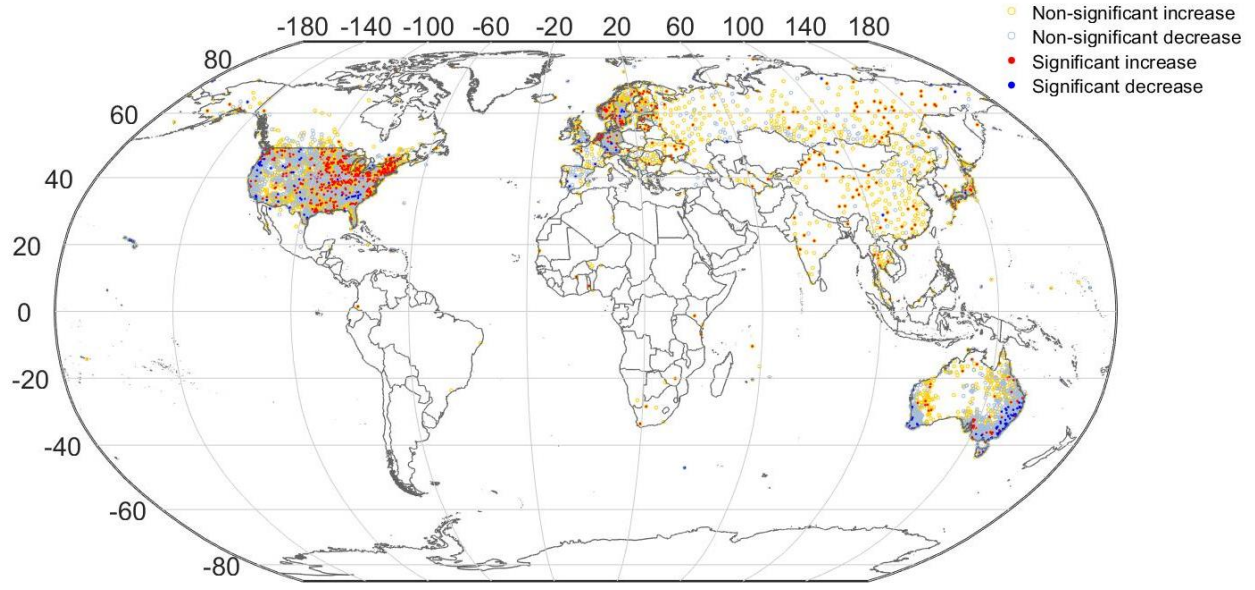 -180 -140 -100 -60 -20 20 60 100 140 180
80
60
40
20
0
-20
-40
-60
-80
Non-significant increase
Non-significant decrease
Significant increase
Significant decrease